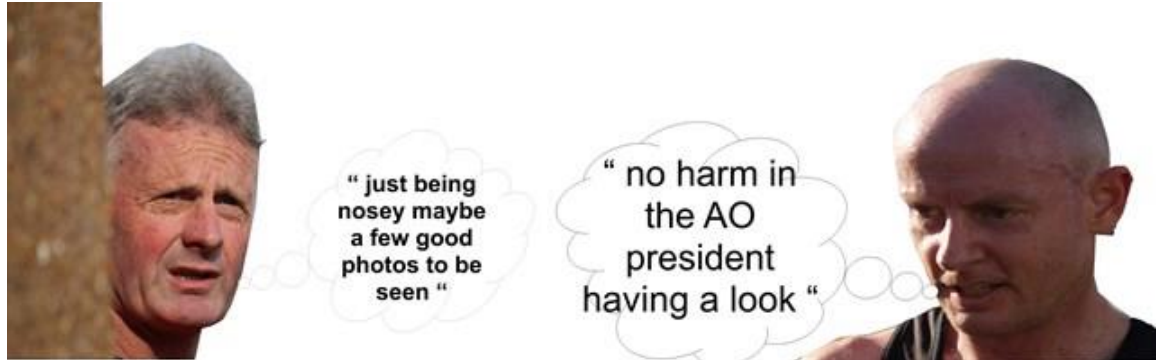 “ just being
nosey maybe
a few good
photos to be
seen “
“ no harm in
the AO
president
having a look “